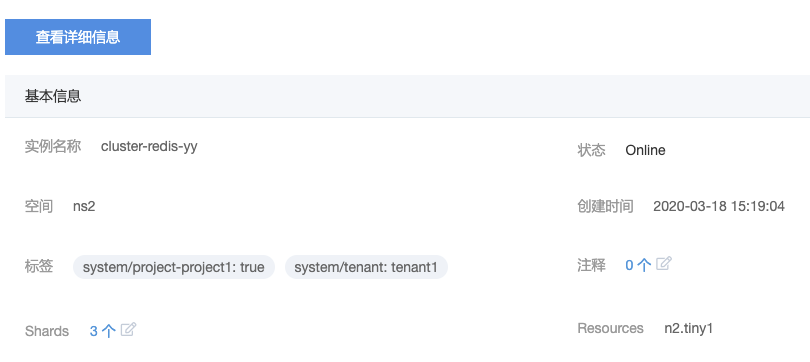 查看详细信息
基本信息
实例名称 cluster-redis-yy
状态 Online
空间 ns2
创建时间 2020-03-18 15:19:04
标签 system/project-project1: true system/tenant: tenant1
注释 0 个
Shards 3 个
Resources n2.tiny1